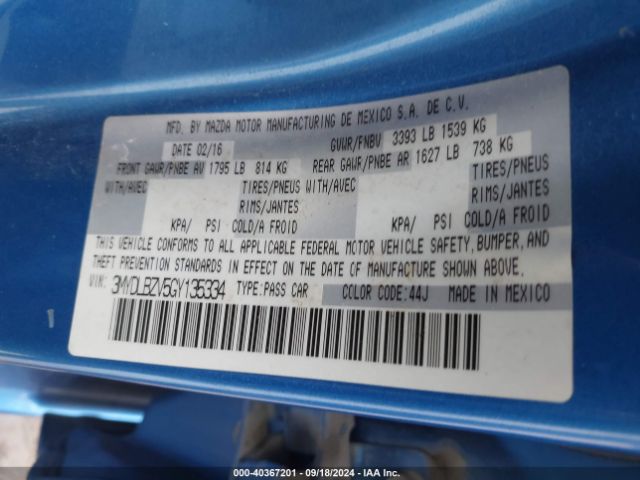 MFD. BY MAZDA MOTOR MANUFACTURING DE MEXICO S.A. DE C.V.
DATE 02/16 GVWR/PNBV 3393 LB 1539 KG
FRONT GAWR/PNBE AV 1795 LB 814 KG REAR GAWR/PNBE AR 1627 LB 738 KG
WITH/AVEC TIRES/PNEUS WITH/AVEC TIRES/PNEUS
RIMS/JANTES RIMS/JANTES
KPA/ PSI COLD/A FROID KPA/ PSI COLD/A FROID
THIS VEHICLE CONFORMS TO ALL APPLICABLE FEDERAL MOTOR VEHICLE SAFETY, BUMPER, AND
THEFT PREVENTION STANDARDS IN EFFECT ON THE DATE OF MANUFACTURE SHOWN ABOVE.
VIN: 3MYDLBZV5GY135334 TYPE:PASS CAR COLOR CODE:44J MADE IN MEXICO
000-40367201 - 09/18/2024 - IAA Inc.